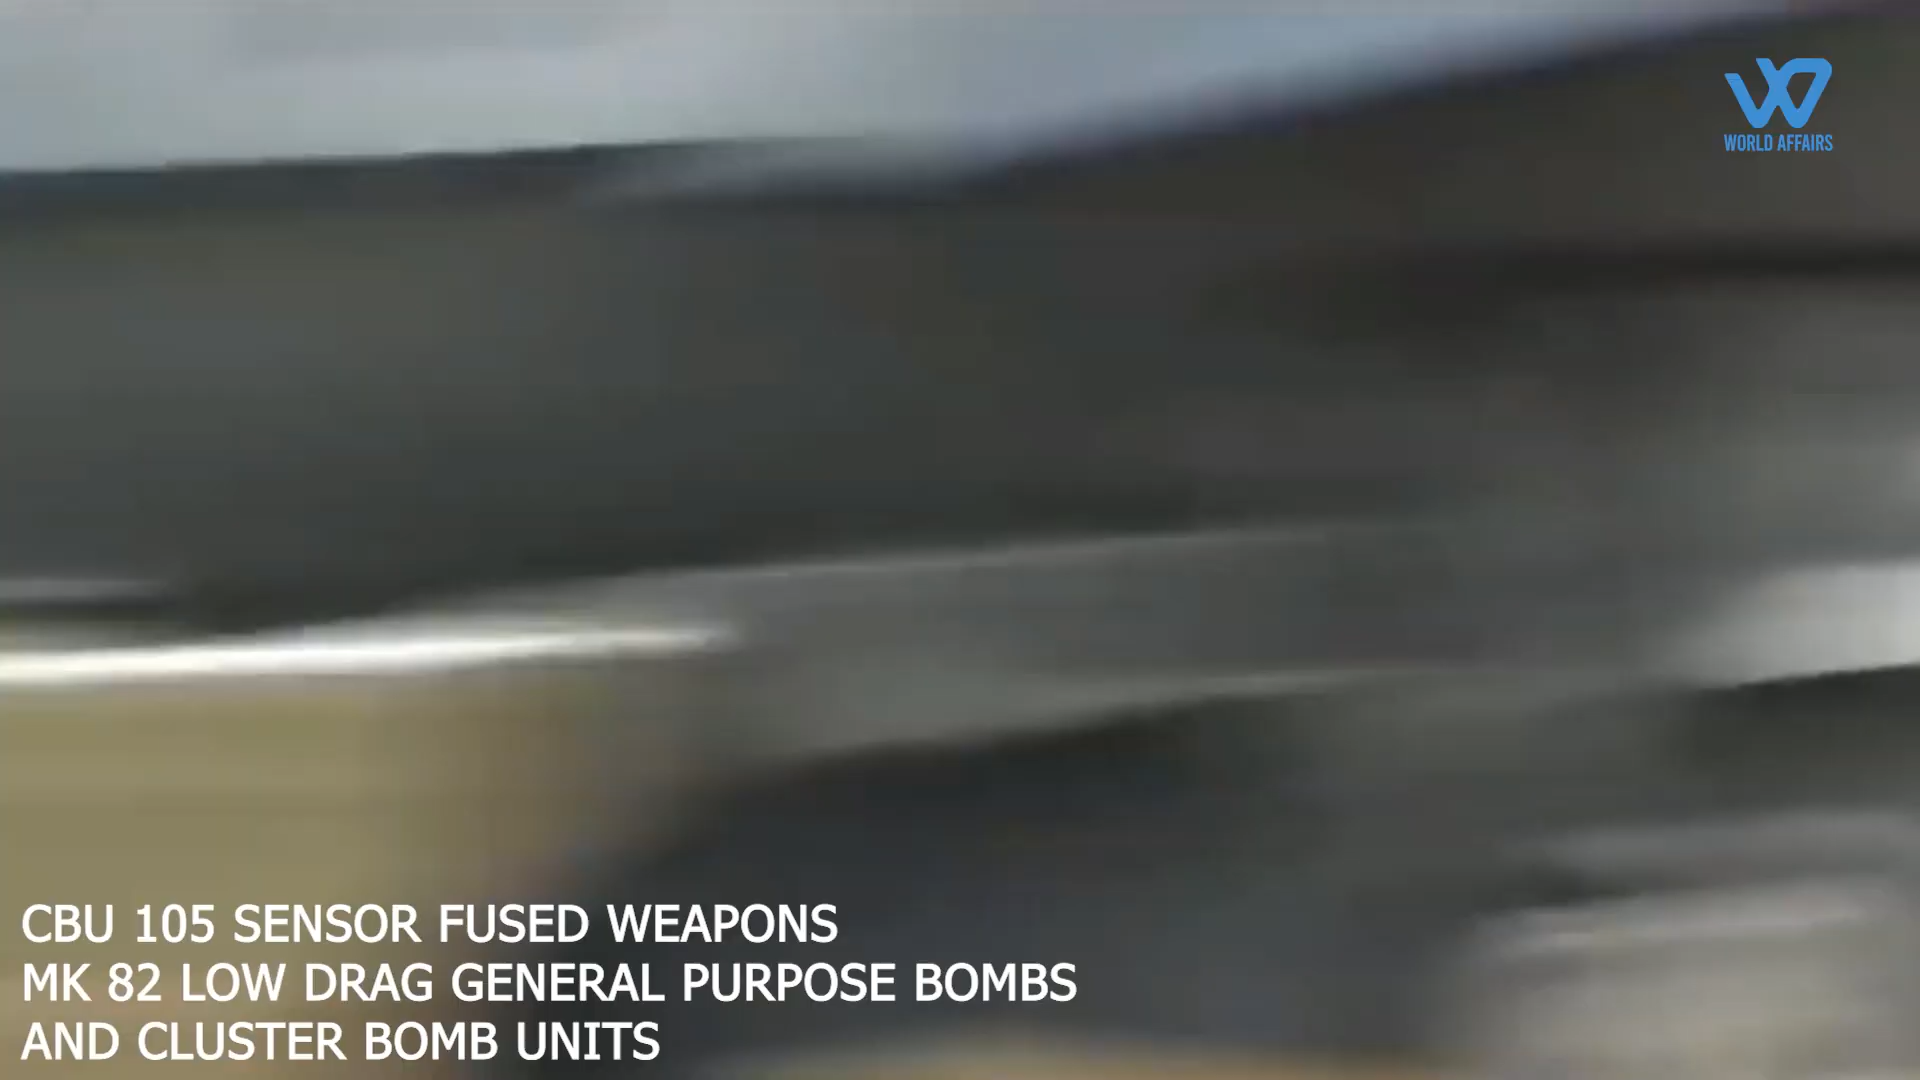 WORLD AFFAIRS
CBU 105 SENSOR FUSED WEAPONS
MK 82 LOW DRAG GENERAL PURPOSE BOMBS
AND CLUSTER BOMB UNITS